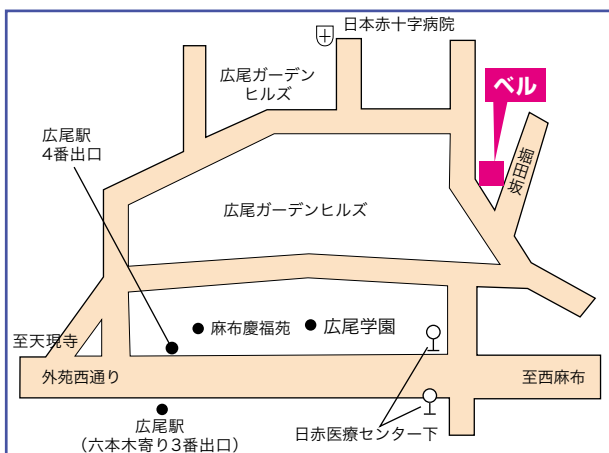 日本赤十字病院
広尾ガーデン
ヒルズ
ベル
広尾駅
4番出口
堀田坂
広尾ガーデンヒルズ
麻布慶福苑
広尾学園
至天現寺
外苑西通り
至西麻布
広尾駅
(六本木寄り3番出口)
日赤医療センター下